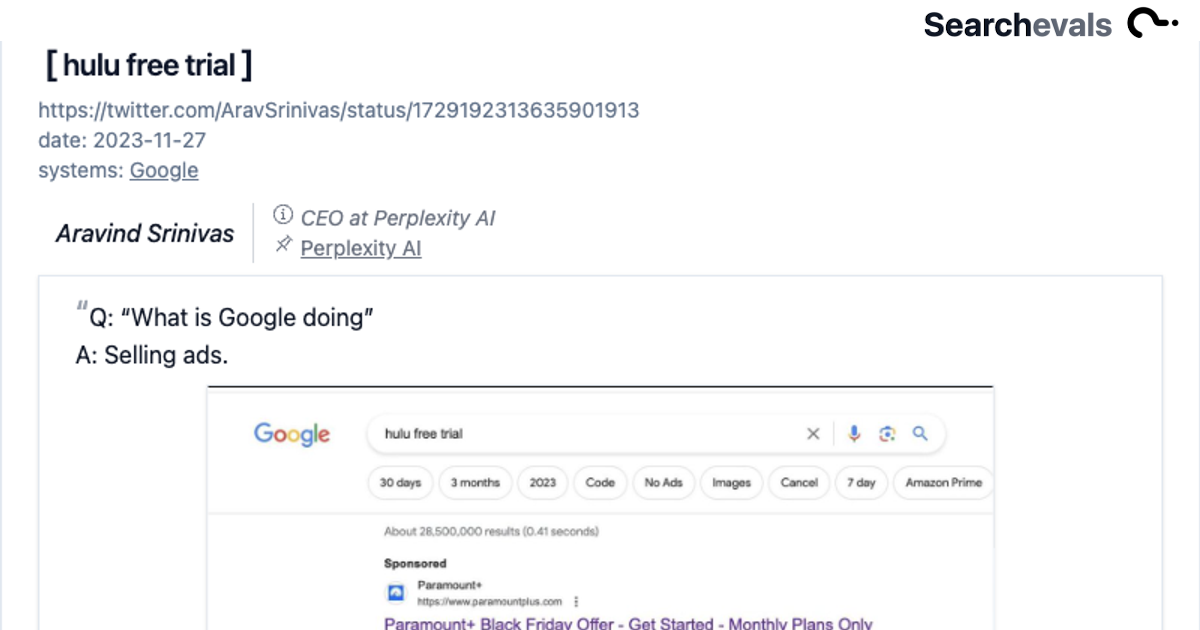 Searchevals
[ hulu free trial ]
https://twitter.com/AravSrinivas/status/1729192313635901913
date: 2023-11-27
systems: Google
Aravind Srinivas
CEO at Perplexity AI
Perplexity AI
“Q: “What is Google doing”
A: Selling ads.
Google hulu free trial
30 days 3 months 2023 Code No Ads Images Cancel 7 day Amazon Prime
About 28,500,000 results (0.41 seconds)
Sponsored
Paramount+
https://www.paramountplus.com
Paramount+ Black Friday Offer - Get Started - Monthly Plans Only